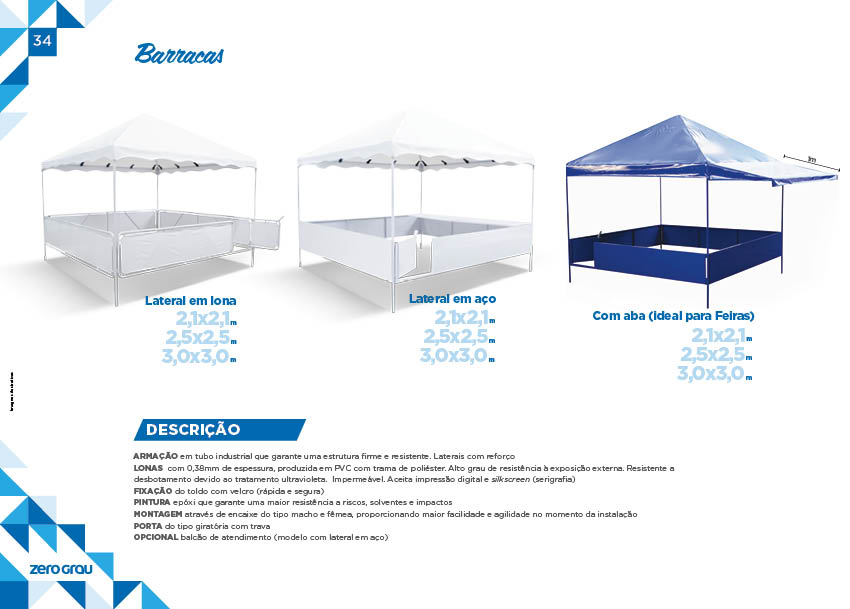 34
Barracas
1m
Lateral em lona
2,1x2,1m
2,5x2,5m
3,0x3,0m
Lateral em aço
2,1x2,1m
2,5x2,5m
3,0x3,0m
Com aba (ideal para Feiras)
2,1x2,1m
2,5x2,5m
3,0x3,0m
DESCRIÇÃO
ARMAÇÃO em tubo industrial que garante uma estrutura firme e resistente. Laterais com reforço
LONAS com 0,38mm de espessura, produzida em PVC com trama de poliéster. Alto grau de resistência à exposição externa. Resistente a
desbotamento devido ao tratamento ultravioleta. Impermeável. Aceita impressão digital e silkscreen (serigrafia)
FIXAÇÃO do toldo com velcro (rápida e segura)
PINTURA epóxi que garante uma maior resistência a riscos, solventes e impactos
MONTAGEM através de encaixe do tipo macho e fêmea, proporcionando maior facilidade e agilidade no momento da instalação
PORTA do tipo giratória com trava
OPCIONAL balcão de atendimento (modelo com lateral em aço)
zero grau